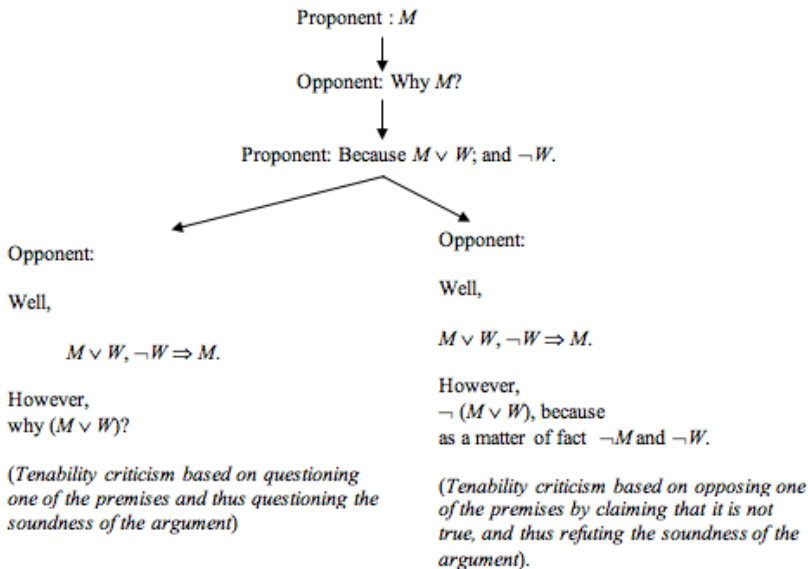 Proponent : M
Opponent: Why M?
Proponent: Because M ∨ W; and ¬W.
Opponent:
Well,
M ∨ W, ¬W ⇒ M.
However,
why (M ∨ W)?
(Tenability criticism based on questioning
one of the premises and thus questioning the
soundness of the argument)
Opponent:
Well,
M ∨ W, ¬W ⇒ M.
However,
¬ (M ∨ W), because
as a matter of fact ¬M and ¬W.
(Tenability criticism based on opposing one
of the premises by claiming that it is not
true, and thus refuting the soundness of the
argument).